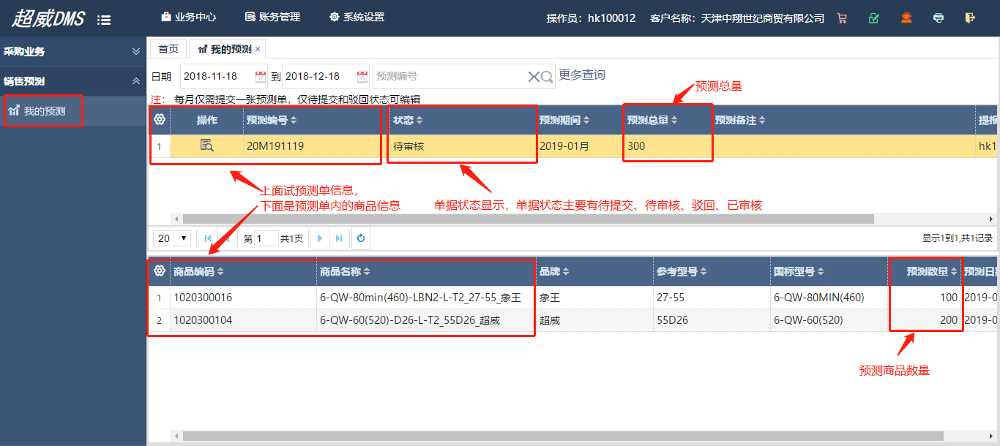 超威DMS 业务中心 账务管理 系统设置 操作员：hk100012 客户名称：天津中翔世纪商贸有限公司
采购业务
销售预测
我的预测
首页 我的预测 ×
日期 2018-11-18 到 2018-12-18 预测编号 更多查询
预测总量
注： 每月仅需提交一张预测单，仅待提交和驳回状态可编辑
操作 预测编号 状态 预测期间 预测总量 预测备注 提报
1 20M191119 待审核 2019-01月 300 hk1
上面试预测单信息，
下面是预测单内的商品信息
单据状态显示，单据状态主要有待提交、待审核、驳回、已审核
20 第 1 共1页 显示1到1,共1记录
商品编码 商品名称 品牌 参考型号 国标型号 预测数量 预测日期
1 1020300016 6-QW-80min(460)-LBN2-L-T2_27-55_象王 象王 27-55 6-QW-80MIN(460) 100 2019-0
2 1020300104 6-QW-60(520)-D26-L-T2_55D26_超威 超威 55D26 6-QW-60(520) 200 2019-0
预测商品数量